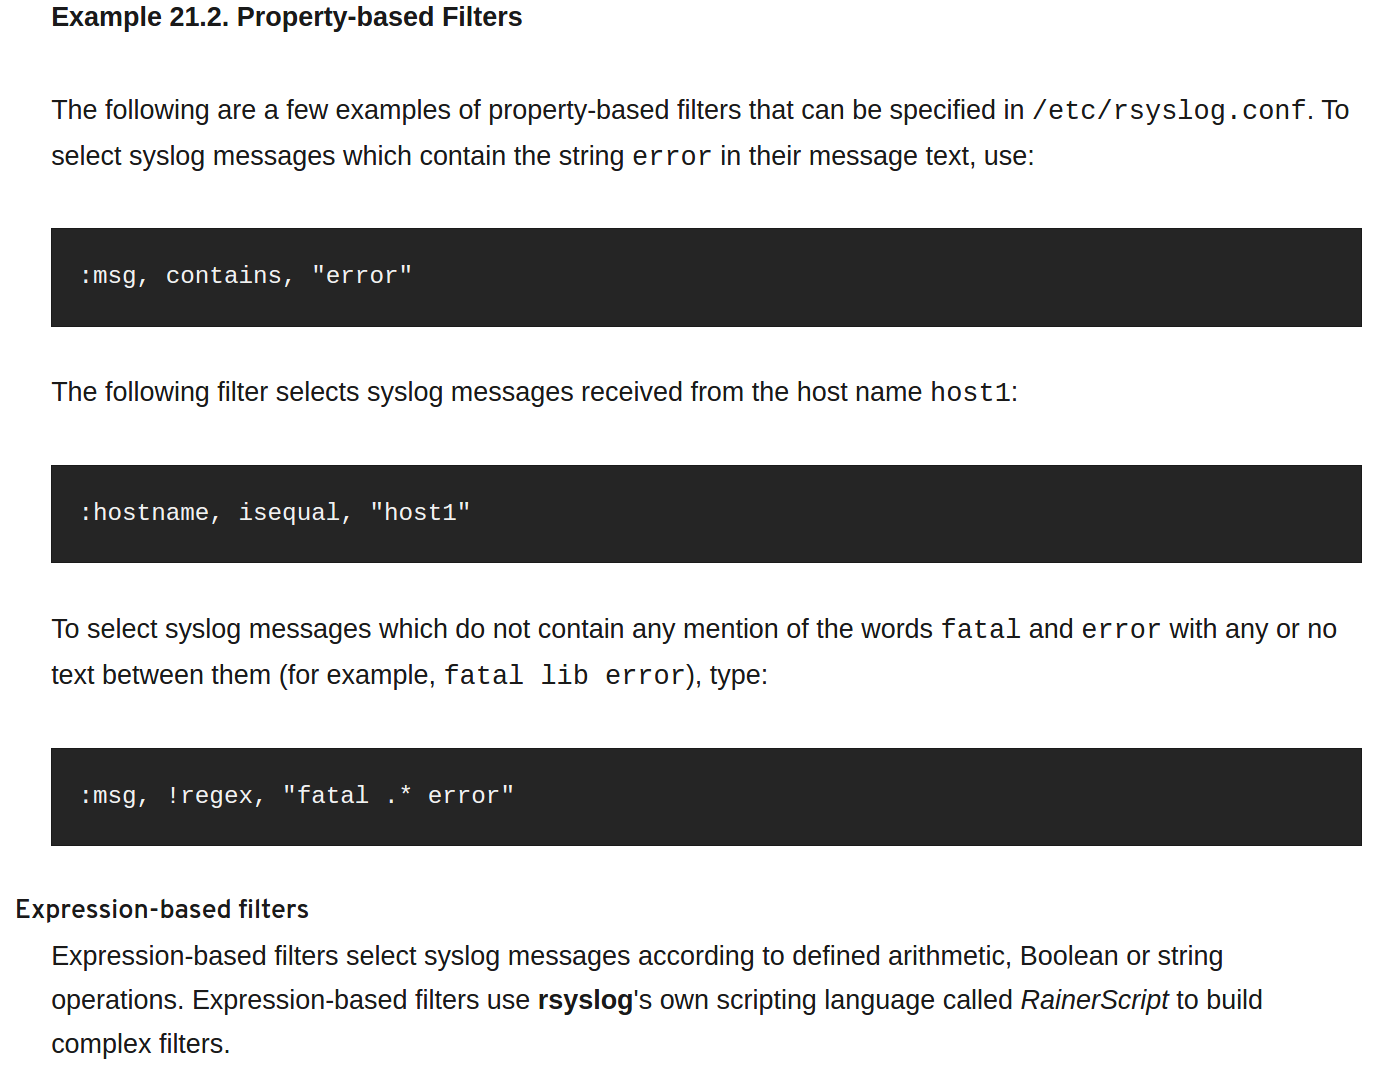 Example 21.2. Property-based Filters
The following are a few examples of property-based filters that can be specified in /etc/rsyslog.conf. To
select syslog messages which contain the string error in their message text, use:
:msg, contains, "error"
The following filter selects syslog messages received from the host name host1:
:hostname, isequal, "host1"
To select syslog messages which do not contain any mention of the words fatal and error with any or no
text between them (for example, fatal lib error), type:
:msg, !regex, "fatal .* error"
Expression-based filters
Expression-based filters select syslog messages according to defined arithmetic, Boolean or string
operations. Expression-based filters use rsyslog's own scripting language called RainerScript to build
complex filters.